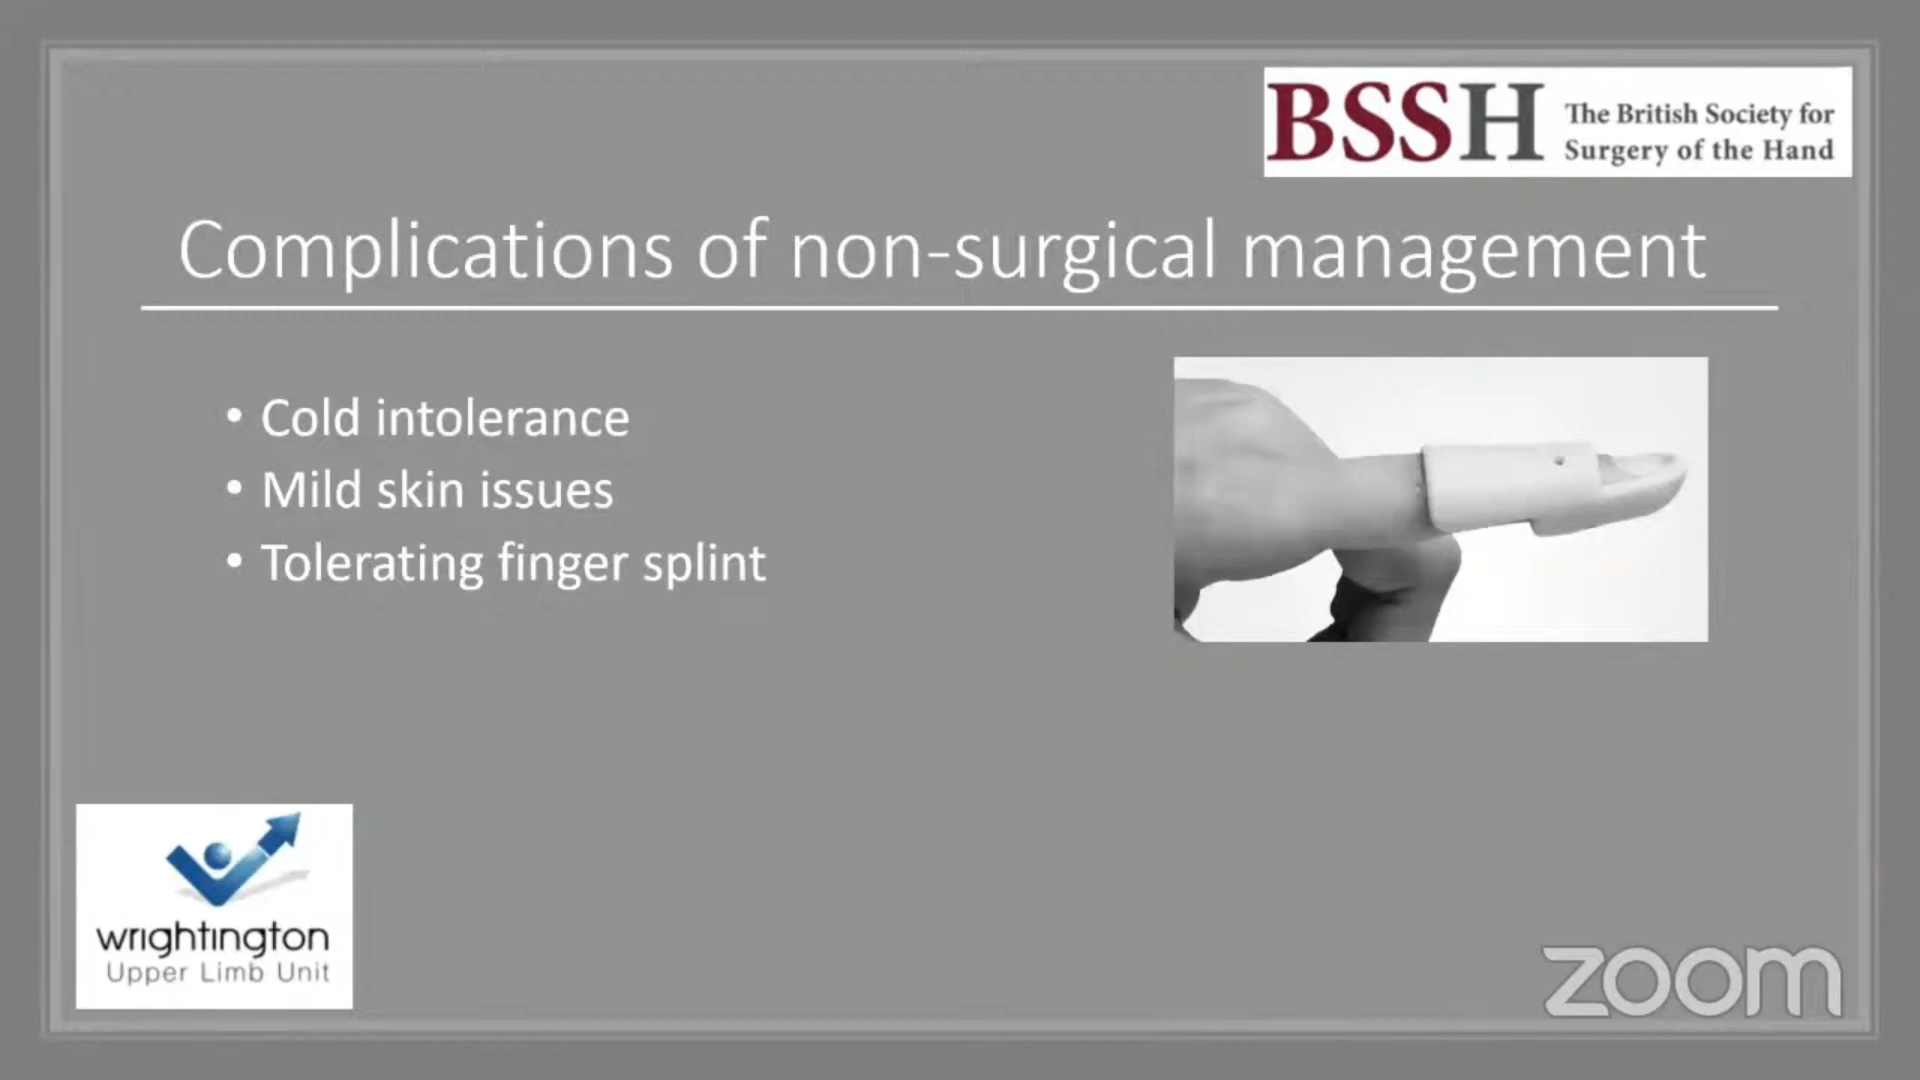 BSSH
The British Society for
Surgery of the Hand
Complications of non-surgical management
• Cold intolerance
• Mild skin issues
• Tolerating finger splint
wrightington
Upper Limb Unit
zoom